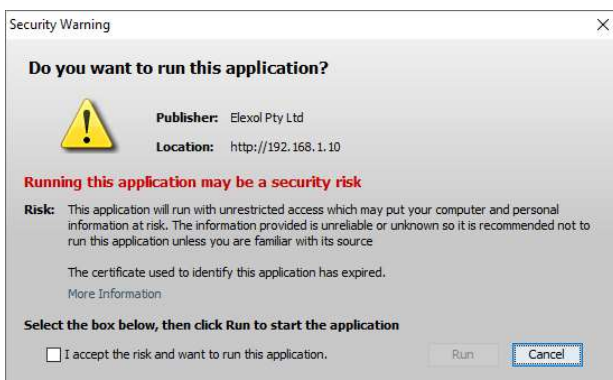 Security Warning
Do you want to run this application?
Publisher: Elexol Pty Ltd
Location: http://192.168.1.10
Running this application may be a security risk
Risk: This application will run with unrestricted access which may put your computer and personal
information at risk. The information provided is unreliable or unknown so it is recommended not to
run this application unless you are familiar with its source
The certificate used to identify this application has expired.
More Information
Select the box below, then click Run to start the application
I accept the risk and want to run this application.
Run Cancel